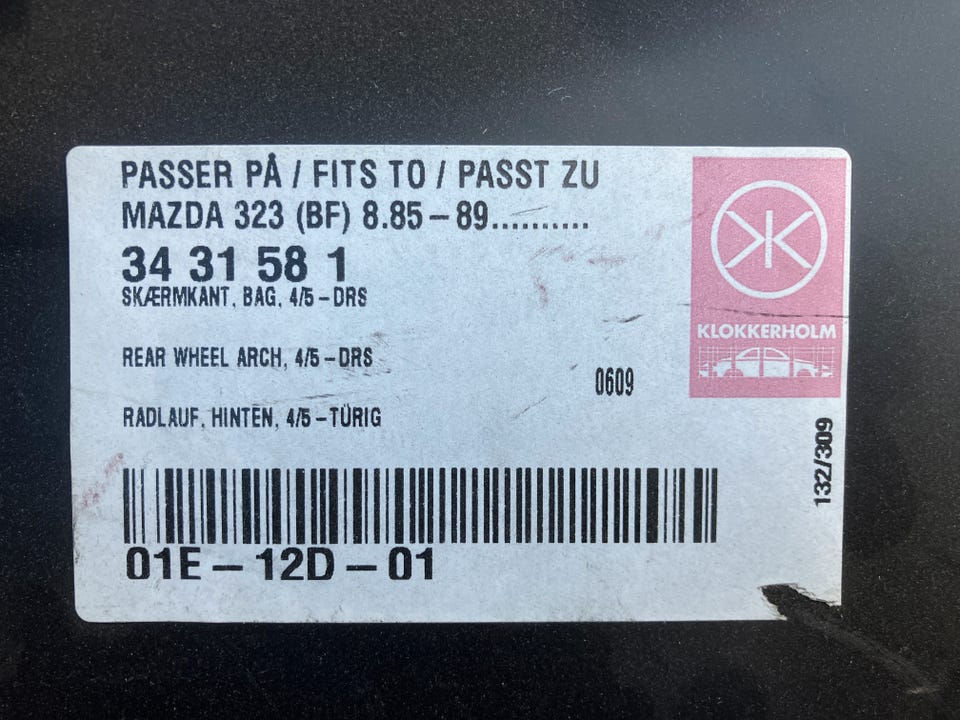 PASSER PÅ / FITS TO / PASST ZU
MAZDA 323 (BF) 8.85 – 89..........
34 31 58 1
SKÆRMKANT, BAG, 4/5 – DRS
REAR WHEEL ARCH, 4/5 – DRS
0609
RADLAUF, HINTEN, 4/5 – TÜRIG
01E – 12D – 01
KLOKKERHOLM
132/309